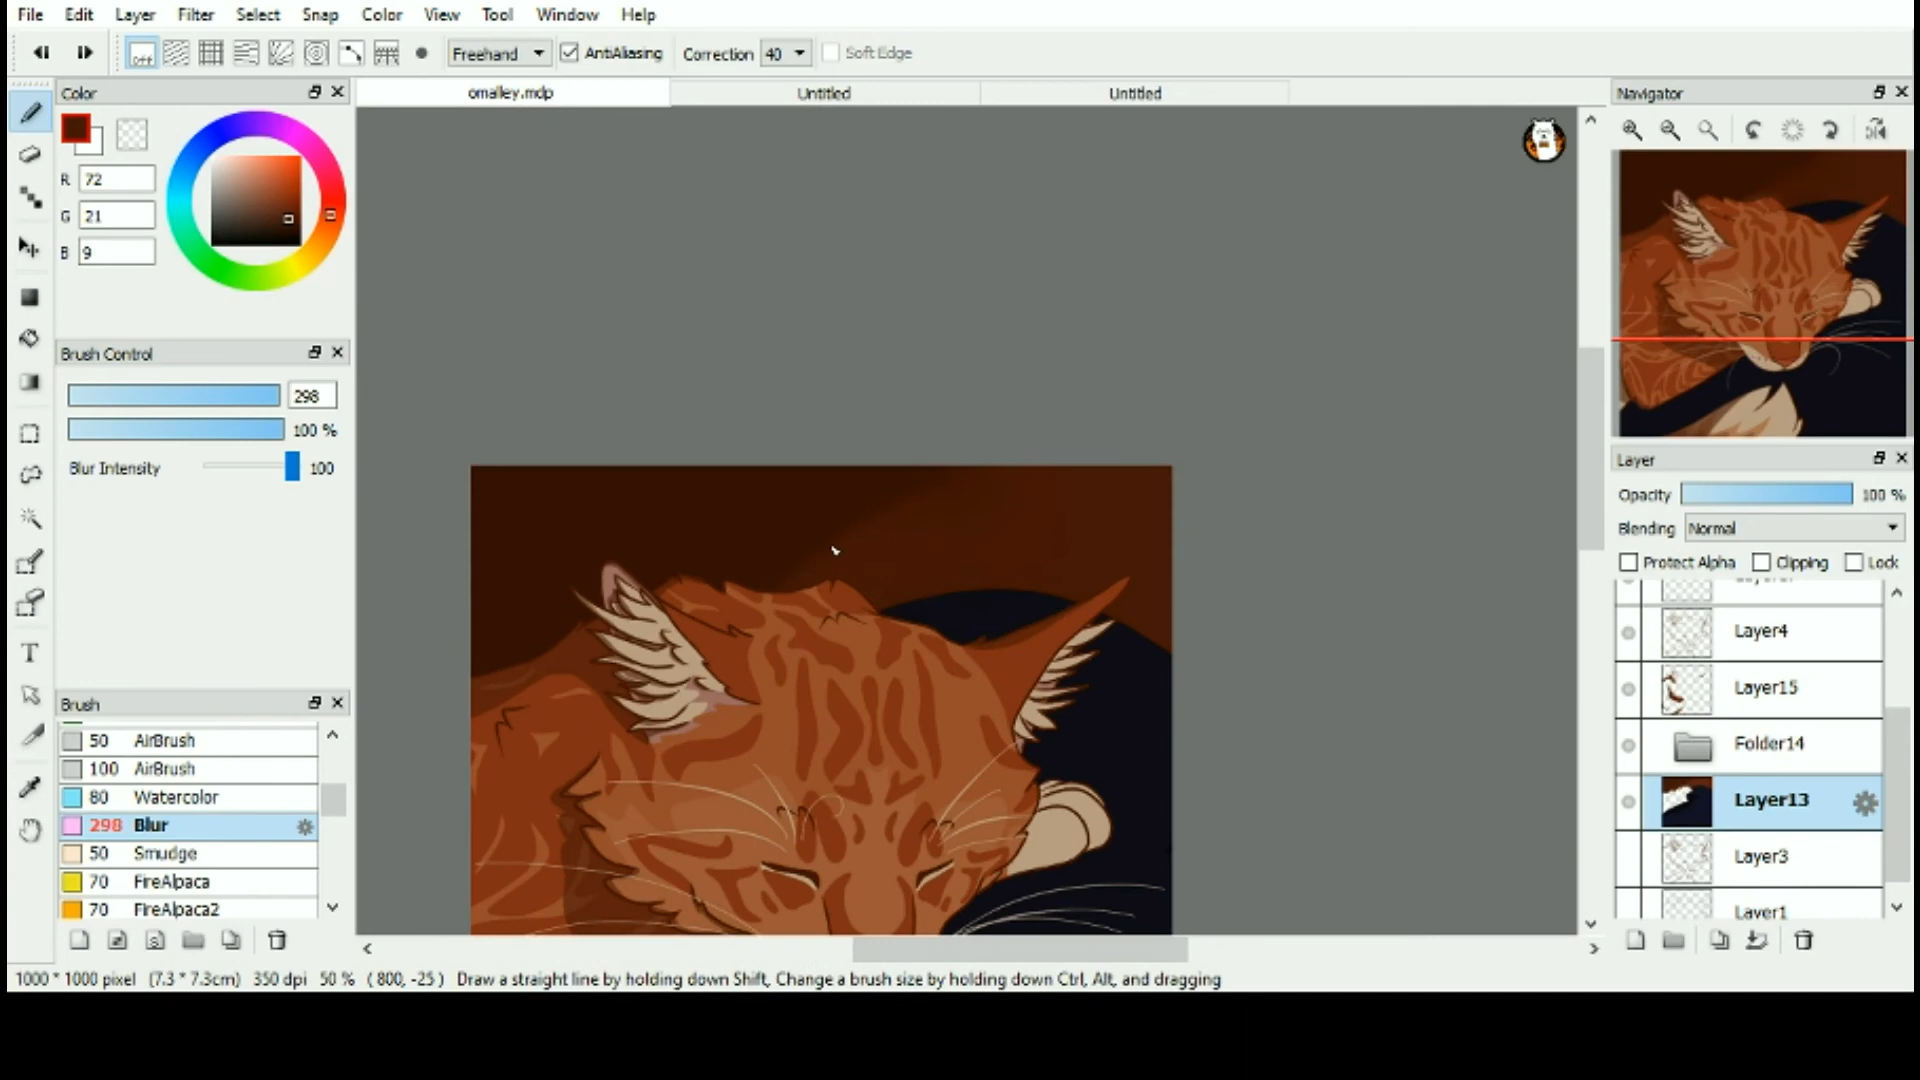 File Edit Layer Filter Select Snap Color View Tool Window Help
off Freehand AntiAliasing Correction 40 Soft Edge
Color
omalley.mdp Untitled Untitled
Navigator
R 72
G 21
B 9
Brush Control
298
100 %
Blur Intensity 100
Layer
Opacity 100 %
Blending Normal
Protect Alpha Clipping Lock
Layer4
Layer15
Folder14
Layer13
Layer3
Layer1
Brush
50 AirBrush
100 AirBrush
80 Watercolor
298 Blur
50 Smudge
70 FireAlpaca
70 FireAlpaca2
1000 * 1000 pixel (7.3 * 7.3cm) 350 dpi 50 % ( 800, -25 ) Draw a straight line by holding down Shift, Change a brush size by holding down Ctrl, Alt, and dragging